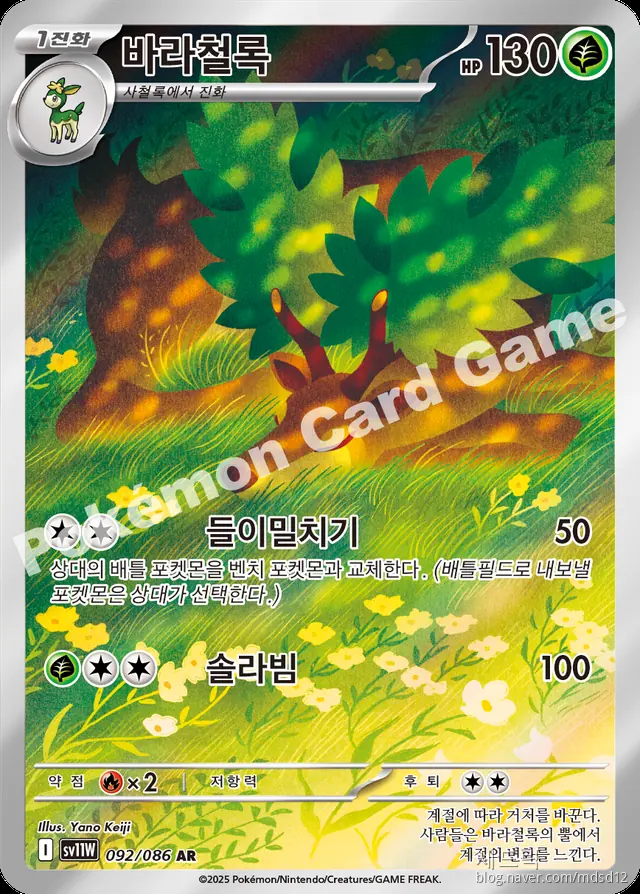 1진화
바라철록
HP 130
사철록에서 진화
Pokémon Card Game
들이밀치기 50
상대의 배틀 포켓몬을 벤치 포켓몬과 교체한다. (배틀필드로 내보낼
포켓몬은 상대가 선택한다.)
솔라빔 100
약점 ×2 저항력 후퇴
Illus. Yano Keiji
I sv11W 092/086 AR
계절에 따라 거처를 바꾼다.
사람들은 바라철록의 뿔에서
계절의 변화를 느낀다.
blog.naver.com/mdsd12
©2025 Pokémon/Nintendo/Creatures/GAME FREAK.